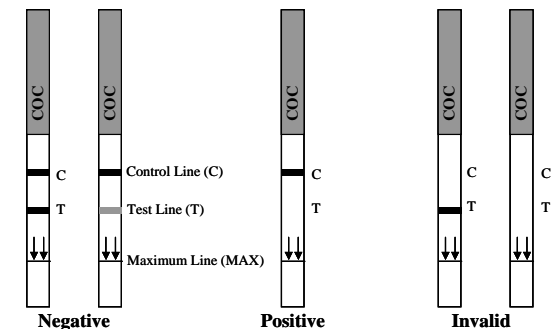 COC
COC
COC
COC
COC
C
Control Line (C)
C
C
C
T
Test Line (T)
T
T
T
Maximum Line (MAX)
Negative
Positive
Invalid